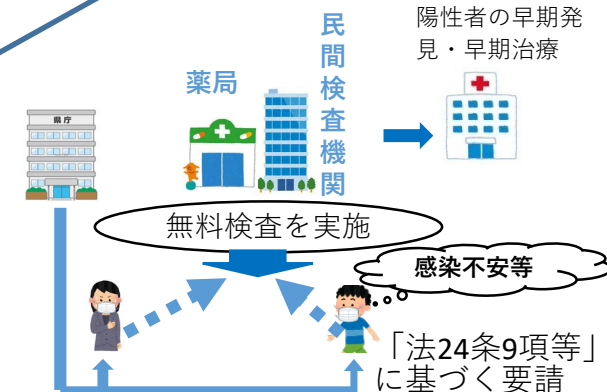 陽性者の早期発
見・早期治療
民間検査機関
薬局
県庁
無料検査を実施
感染不安等
「法24条9項等」
に基づく要請